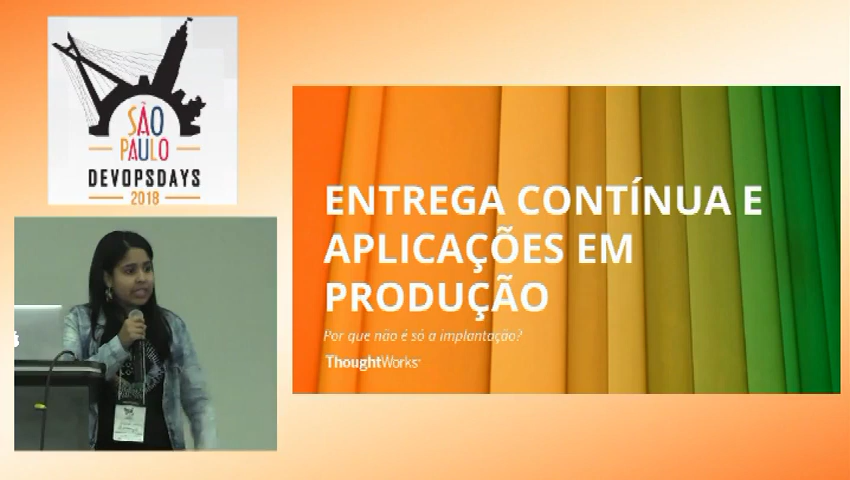 SÃO
PAULO
DEVOPSDAYS
2018
ENTREGA CONTÍNUA E
APLICAÇÕES EM
PRODUÇÃO
Por que não é só a implantação?
ThoughtWorks